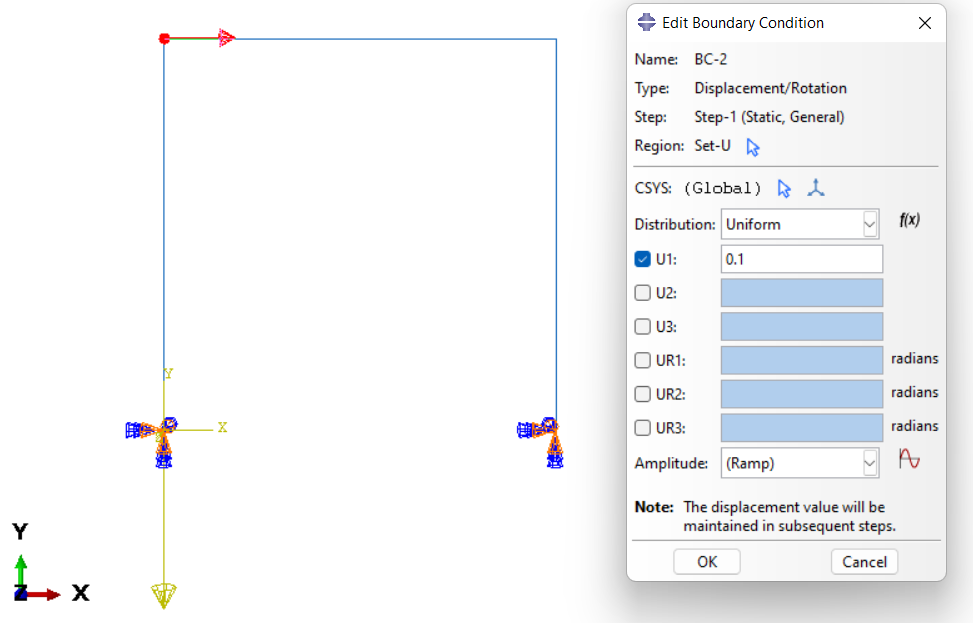 Y
X
Y
Z
X
Edit Boundary Condition
Name: BC-2
Type: Displacement/Rotation
Step: Step-1 (Static, General)
Region: Set-U
CSYS: (Global)
Distribution: Uniform f(x)
U1: 0.1
U2:
U3:
UR1: radians
UR2: radians
UR3: radians
Amplitude: (Ramp)
Note: The displacement value will be
maintained in subsequent steps.
OK Cancel